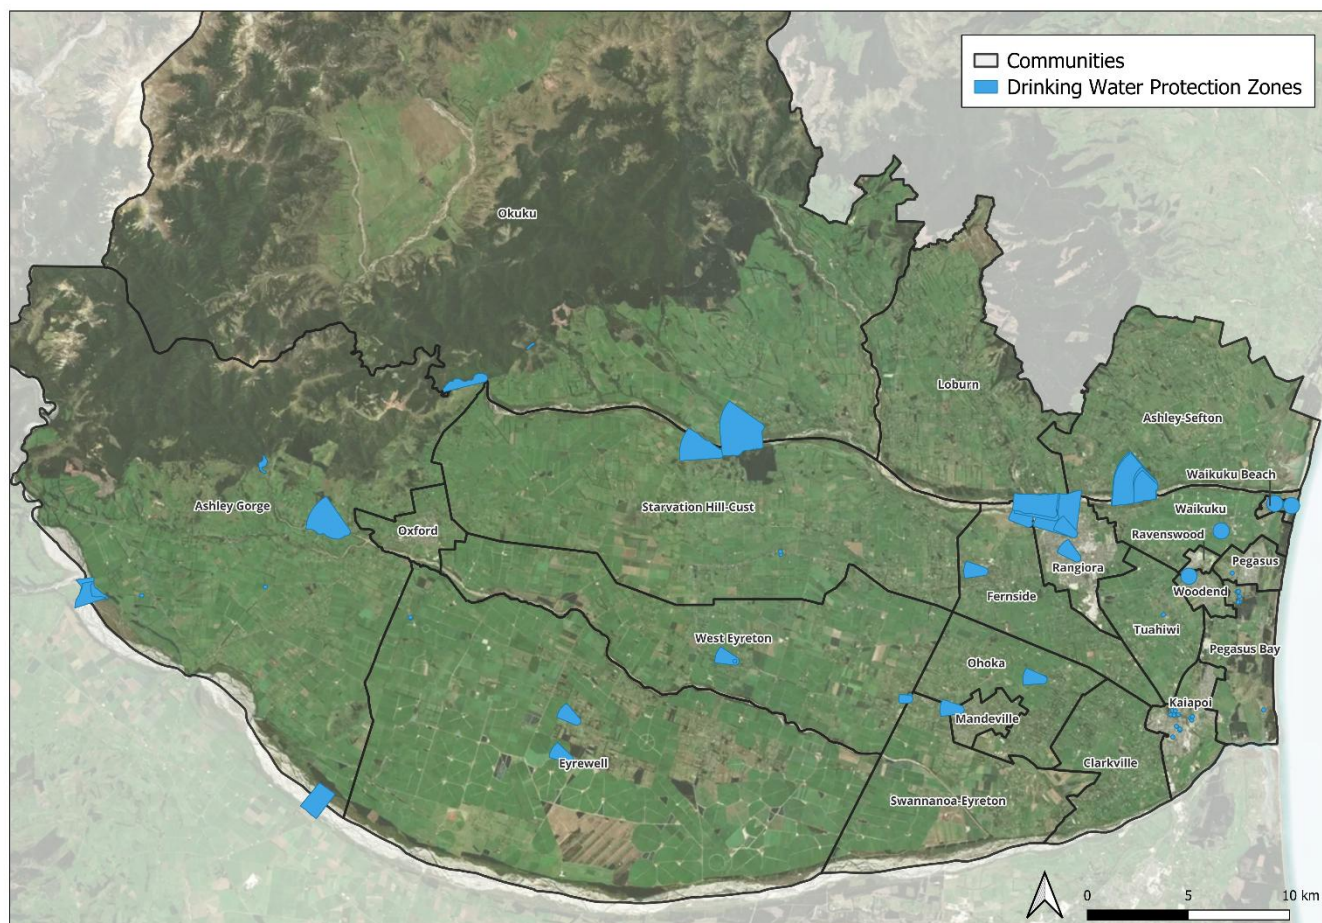 Communities
Drinking Water Protection Zones
Okuku
Loburn
Ashley-Sefton
Waikuku Beach
Ashley Gorge
Oxford
Starvation Hill-Cust
Waikuku
Ravenswood
Pegasus
Rangiora
Woodend
Fernside
Tuahiwi
West Eyreton
Pegasus Bay
Ohoka
Kaiapoi
Mandeville
Eyrewell
Clarkville
Swannanoa-Eyreton
0 5 10 km